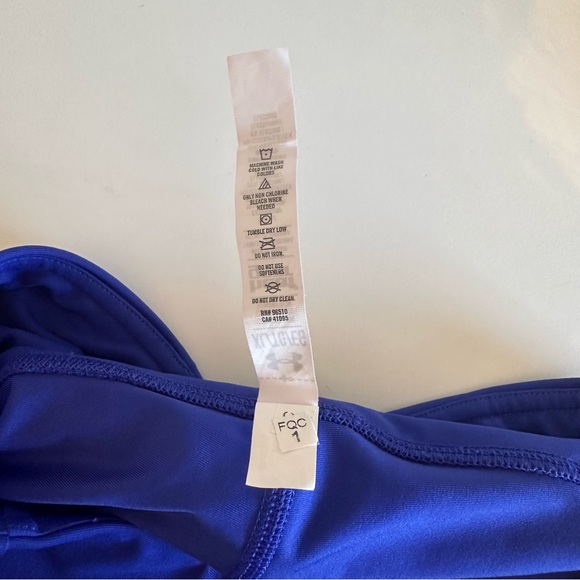 MACHINE WASH
COLD WITH LIKE
COLORS
ONLY NON CHLORINE
BLEACH WHEN
NEEDED
TUMBLE DRY LOW
DO NOT IRON.
DO NOT USE
SOFTENERS
DO NOT DRY CLEAN.
RN# 96510
CA# 41095
FQC
1